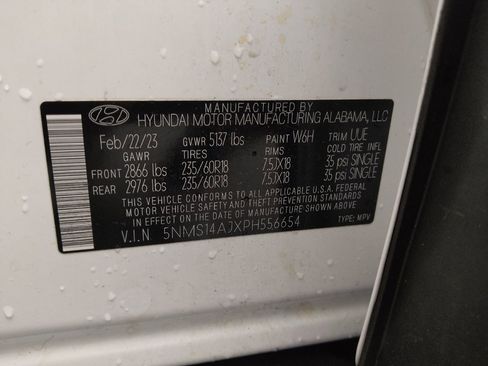 MANUFACTURED BY
HYUNDAI MOTOR MANUFACTURING ALABAMA, LLC
Feb/22/23 GVWR 5137 lbs PAINT W6H TRIM UUE
GAWR TIRES RIMS COLD TIRE INFL
FRONT 2866 lbs 235/60R18 7.5JX18 35 psi SINGLE
REAR 2976 lbs 235/60R18 7.5JX18 35 psi SINGLE
THIS VEHICLE CONFORMS TO ALL APPLICABLE U.S.A. FEDERAL
MOTOR VEHICLE SAFETY AND THEFT PREVENTION STANDARDS
IN EFFECT ON THE DATE OF MANUFACTURE SHOWN ABOVE.
V.I.N 5NMS14AJXPH556654 TYPE: MPV